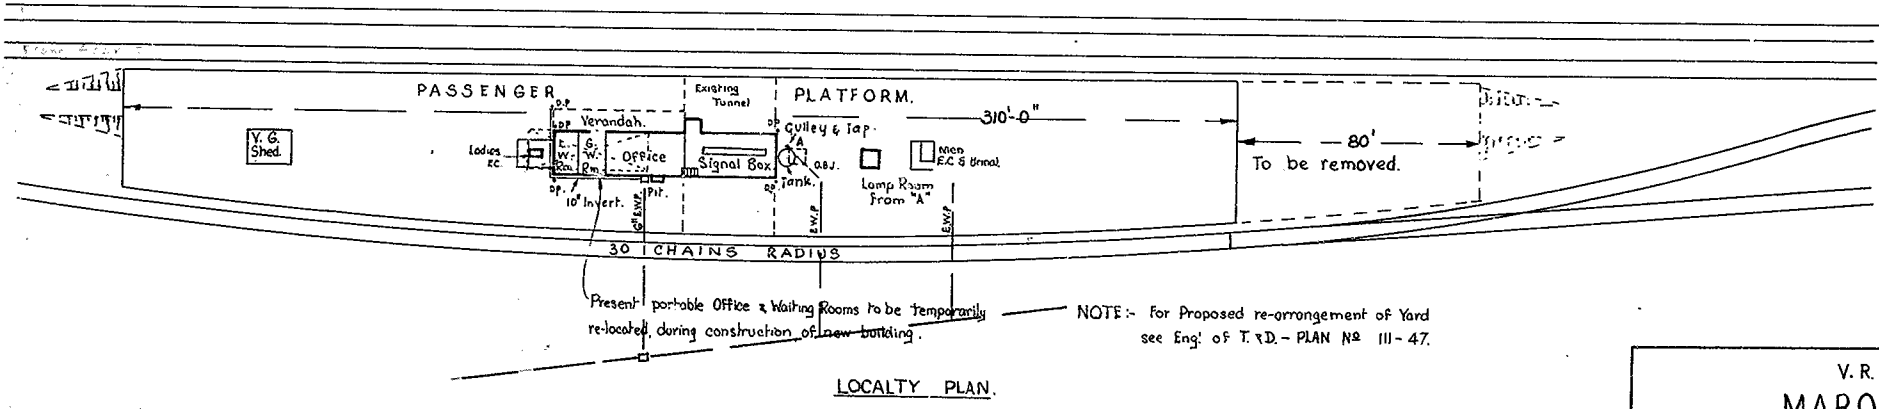 PASSENGER PLATFORM.
Existing
Tunnel
310'-0"
80'
To be removed.
V. G.
Shed.
Ladies
E.C.
D.P
D.P
Verandah.
L.
W.
Rm
G.
W.
Rm.
Office
Signal Box
D.P
Gulley & Tap.
A
Tank.
D.P
O.B.J.
Men
E.C & Urinal
Lamp Room
from "A"
D.P.
10" Invert.
Pit.
6" E.W.P.
E.W.P
E.W.P
30 CHAINS RADIUS
Present portable Office & Waiting Rooms to be temporarily
re-located, during construction of new building.
NOTE:- For Proposed re-arrangement of Yard
see Eng: of T. & D. - PLAN Nº 111-47.
LOCALTY PLAN.
V.R.